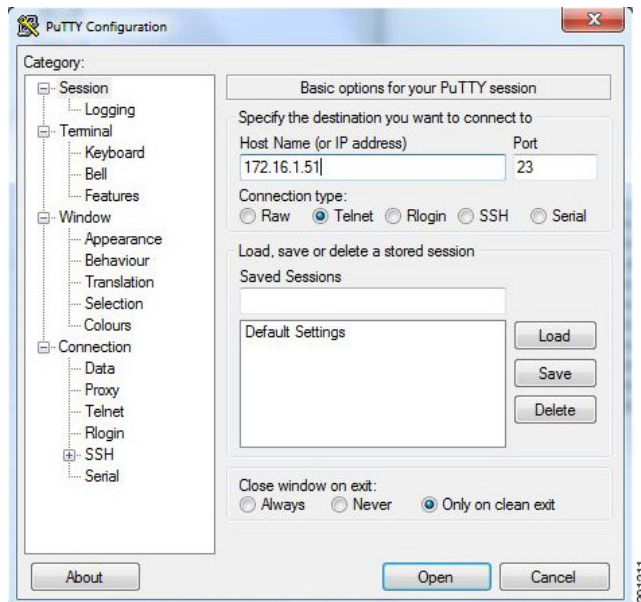 PuTTY Configuration
Category:
Session
Logging
Terminal
Keyboard
Bell
Features
Window
Appearance
Behaviour
Translation
Selection
Colours
Connection
Data
Proxy
Telnet
Rlogin
SSH
Serial
Basic options for your PuTTY session
Specify the destination you want to connect to
Host Name (or IP address) Port
172.16.1.51 23
Connection type:
Raw Telnet Rlogin SSH Serial
Load, save or delete a stored session
Saved Sessions
Default Settings
Load
Save
Delete
Close window on exit:
Always Never Only on clean exit
About Open Cancel